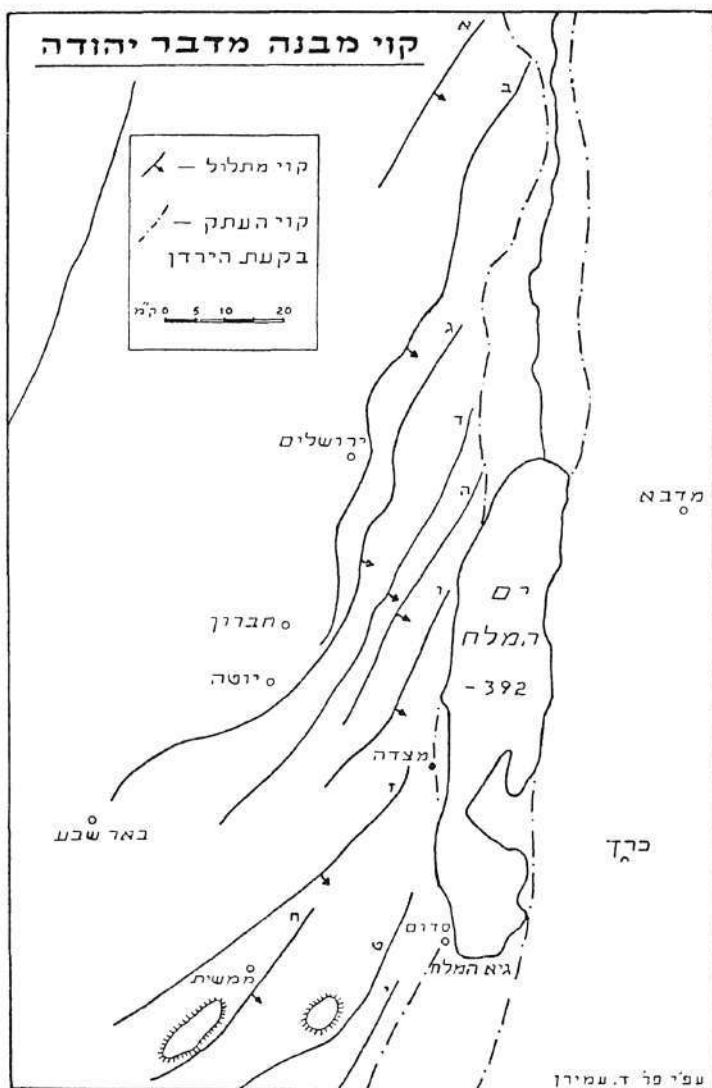 קוי מבנה מדבר יהודה
קוי מתלול —
קוי העתק —
בקעת הירדן
ק"מ 0 5 10 20
א
ב
ג
ד
ה
ו
ז
ח
ט
י
ירושלים
מדבא
ים
המלח
-392
חברון
יוטה
מצדה
באר שבע
כרך
סדום
גיא המלח
ממשית
עפ"י פר' ד. עמירן